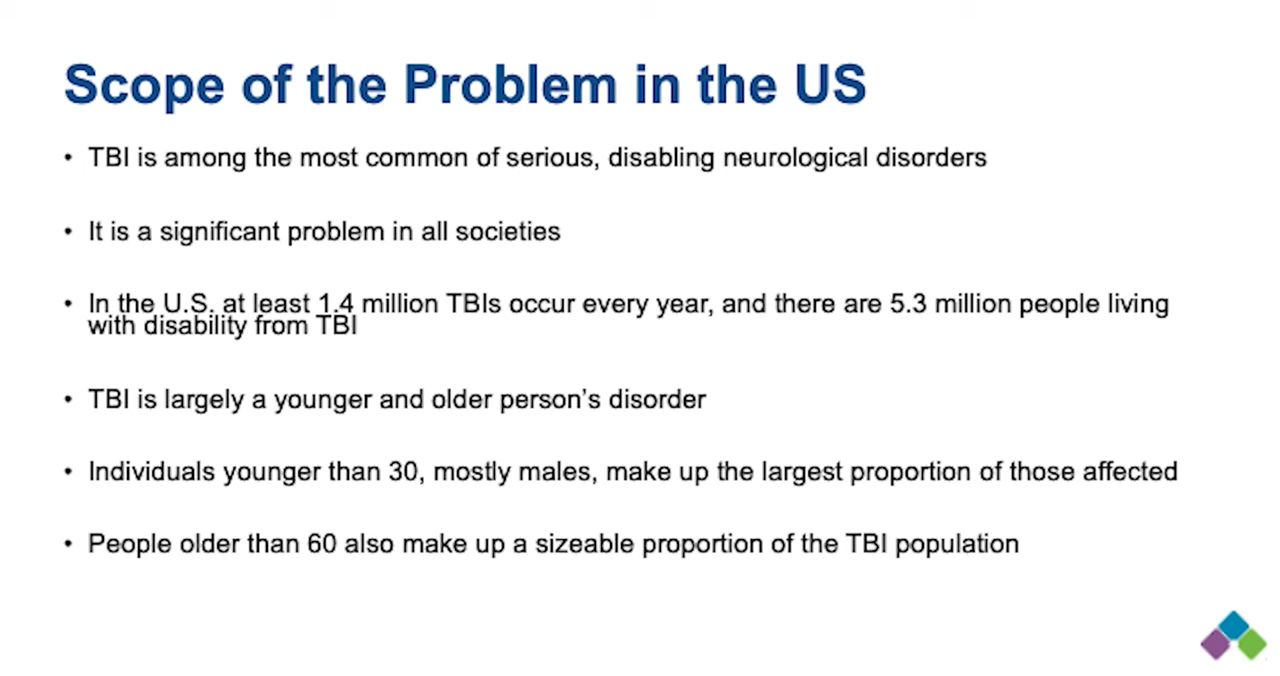 Scope of the Problem in the US
• TBI is among the most common of serious, disabling neurological disorders
• It is a significant problem in all societies
• In the U.S. at least 1.4 million TBIs occur every year, and there are 5.3 million people living
with disability from TBI
• TBI is largely a younger and older person’s disorder
• Individuals younger than 30, mostly males, make up the largest proportion of those affected
• People older than 60 also make up a sizeable proportion of the TBI population